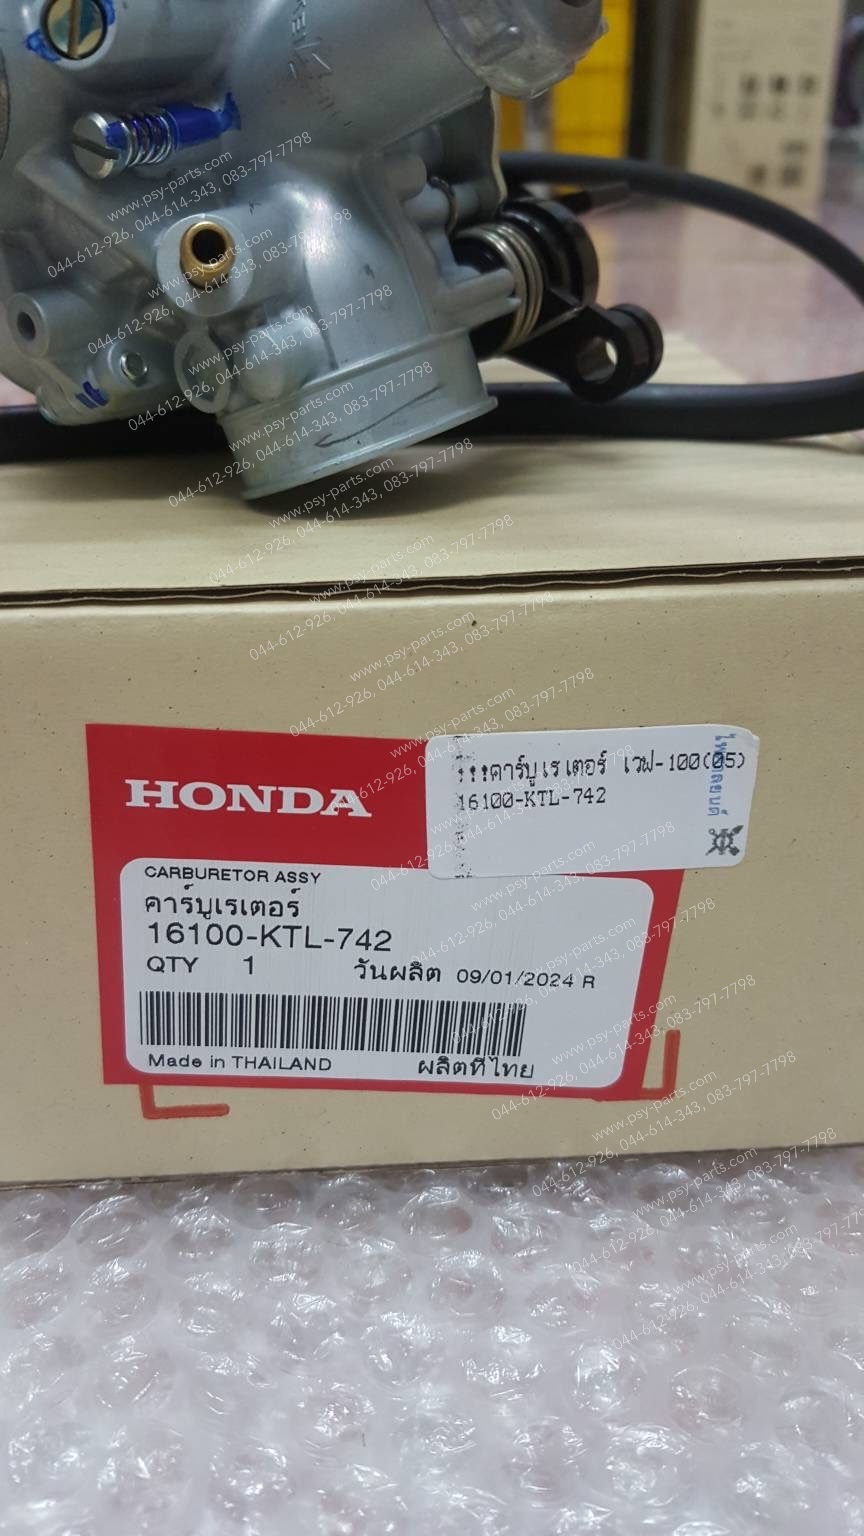 HONDA
:::คาร์บูเรเตอร์ เวฟ-100(05)
16100-KTL-742
CARBURETOR ASSY
คาร์บูเรเตอร์
16100-KTL-742
QTY 1 วันผลิต 09/01/2024 R
Made in THAILAND ผลิตที่ไทย
www.psy-parts.com
044-612-926, 044-614-343, 083-797-7798